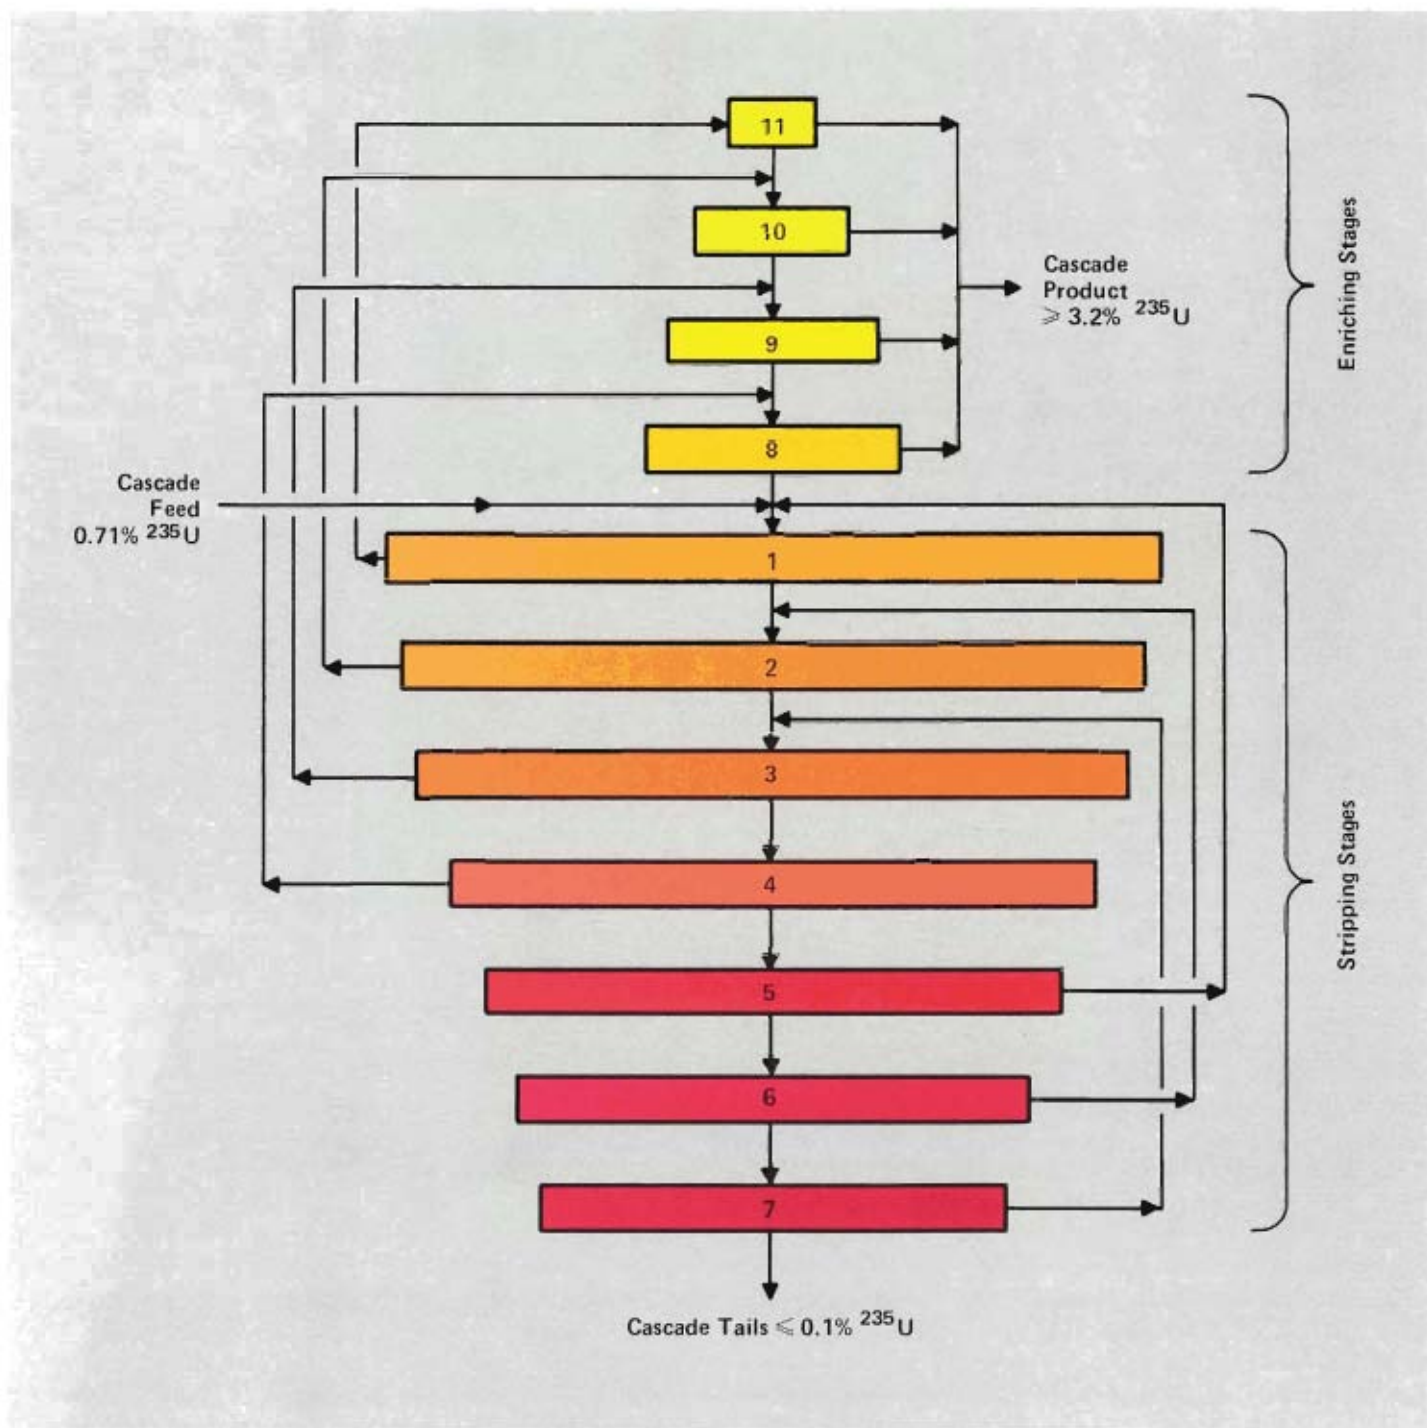 11
10
Cascade
Product
⩾ 3.2% ²³⁵U
9
8
Enriching Stages
Cascade
Feed
0.71% ²³⁵U
1
2
3
4
5
6
7
Stripping Stages
Cascade Tails ⩽ 0.1% ²³⁵U